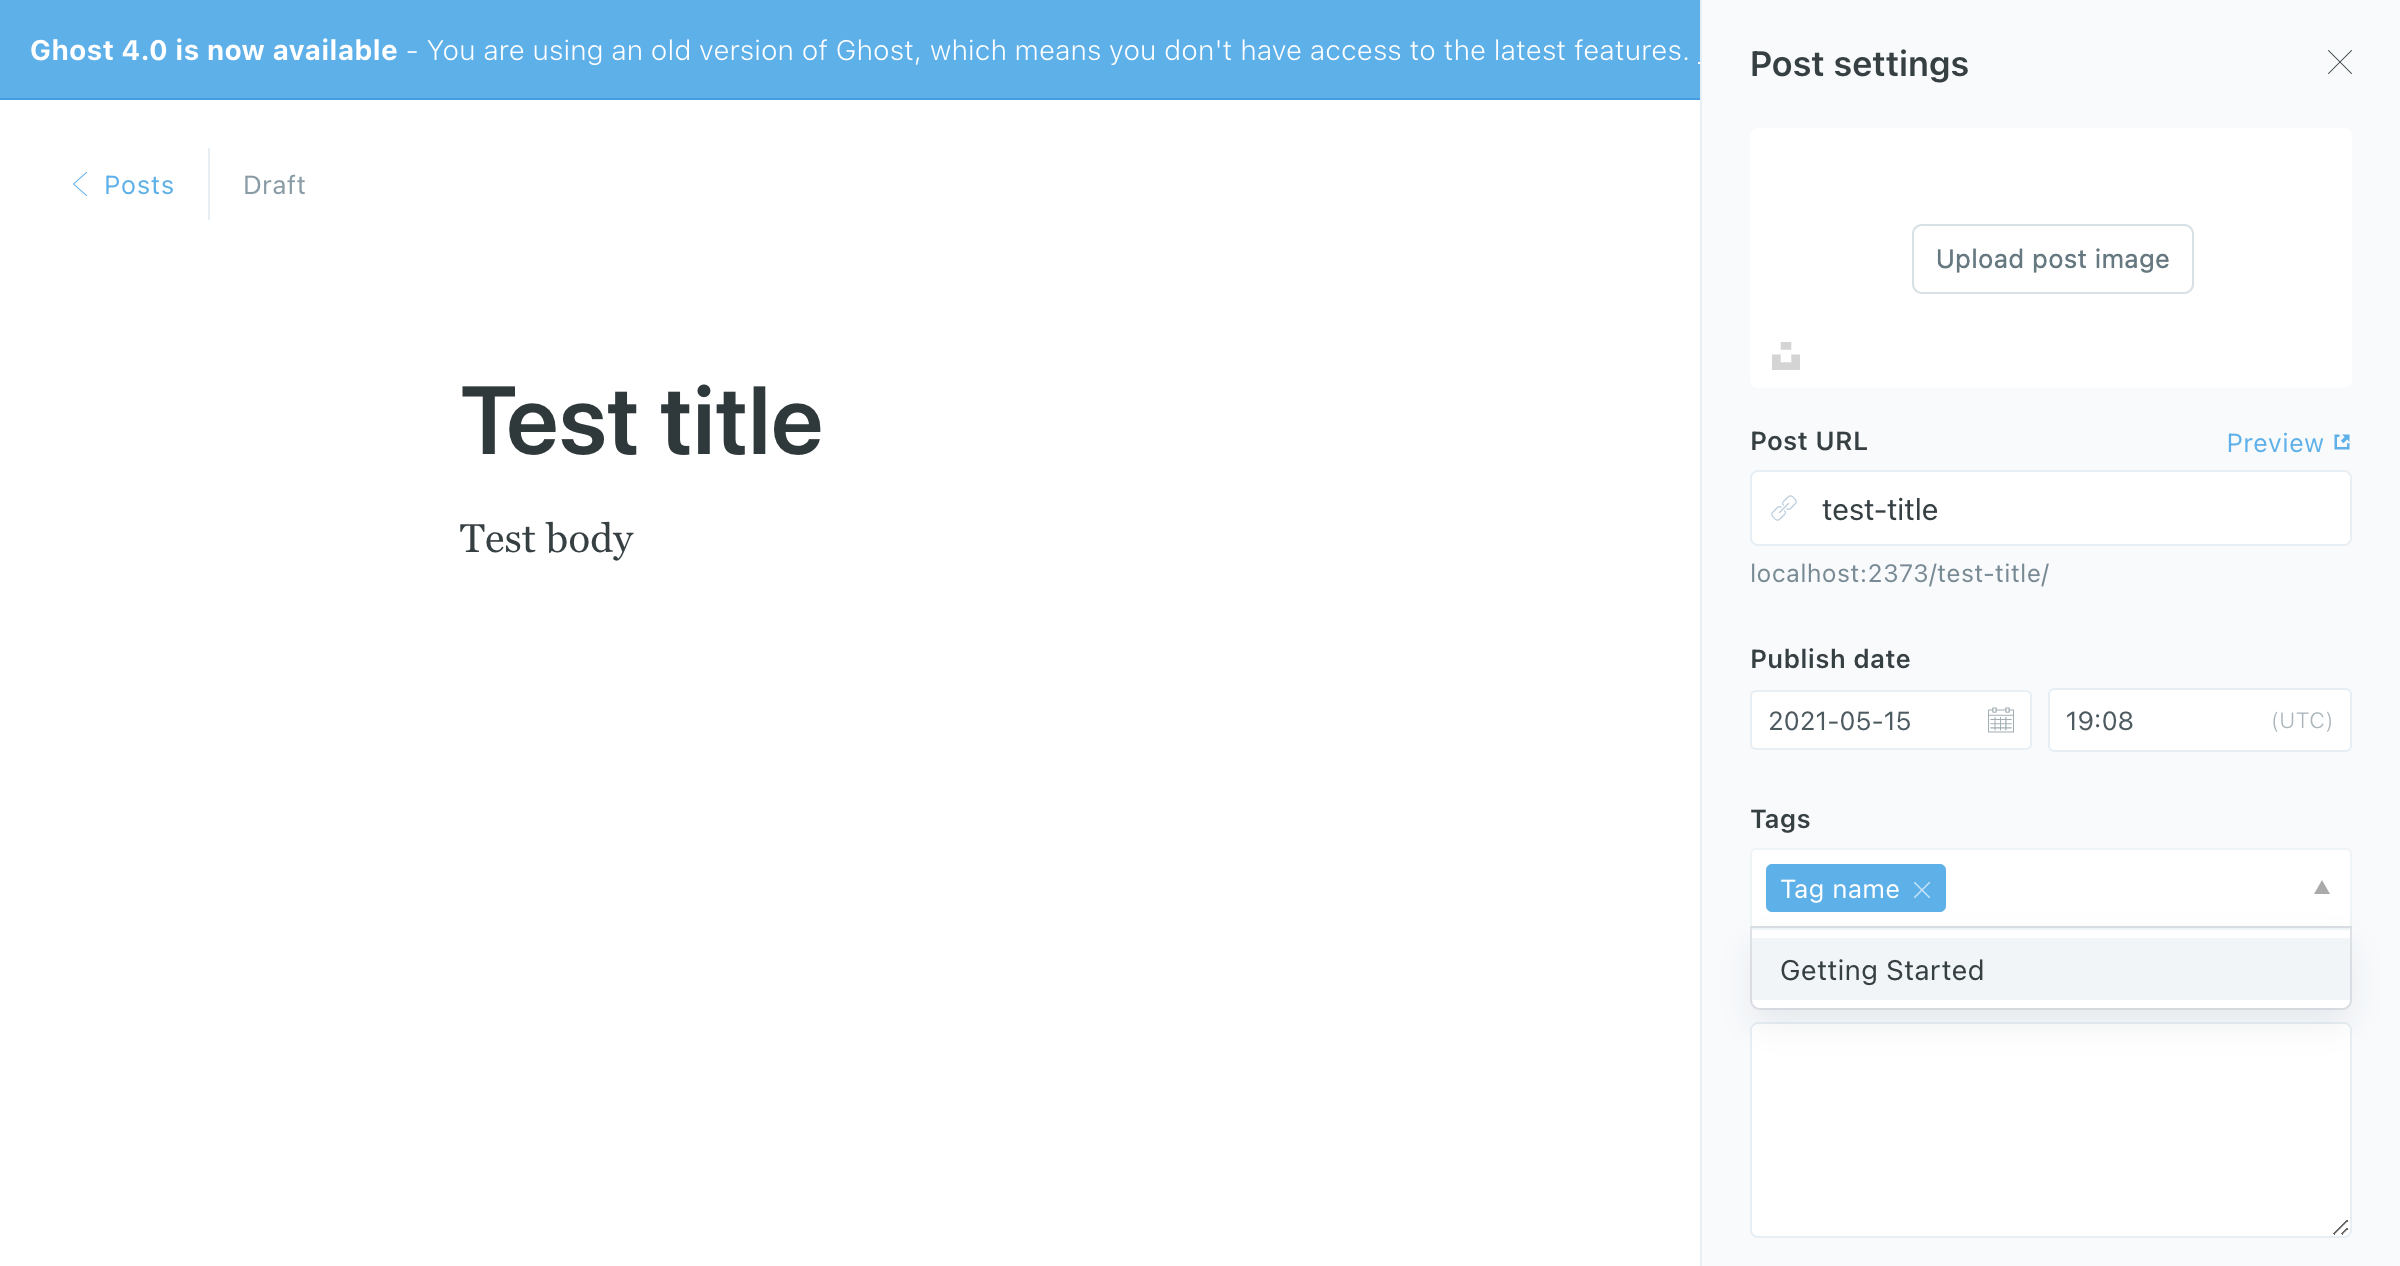 Ghost 4.0 is now available - You are using an old version of Ghost, which means you don't have access to the latest features.
Posts
Draft
Test title
Test body
Post settings
Upload post image
Post URL
Preview
test-title
localhost:2373/test-title/
Publish date
2021-05-15
19:08 (UTC)
Tags
Tag name
Getting Started